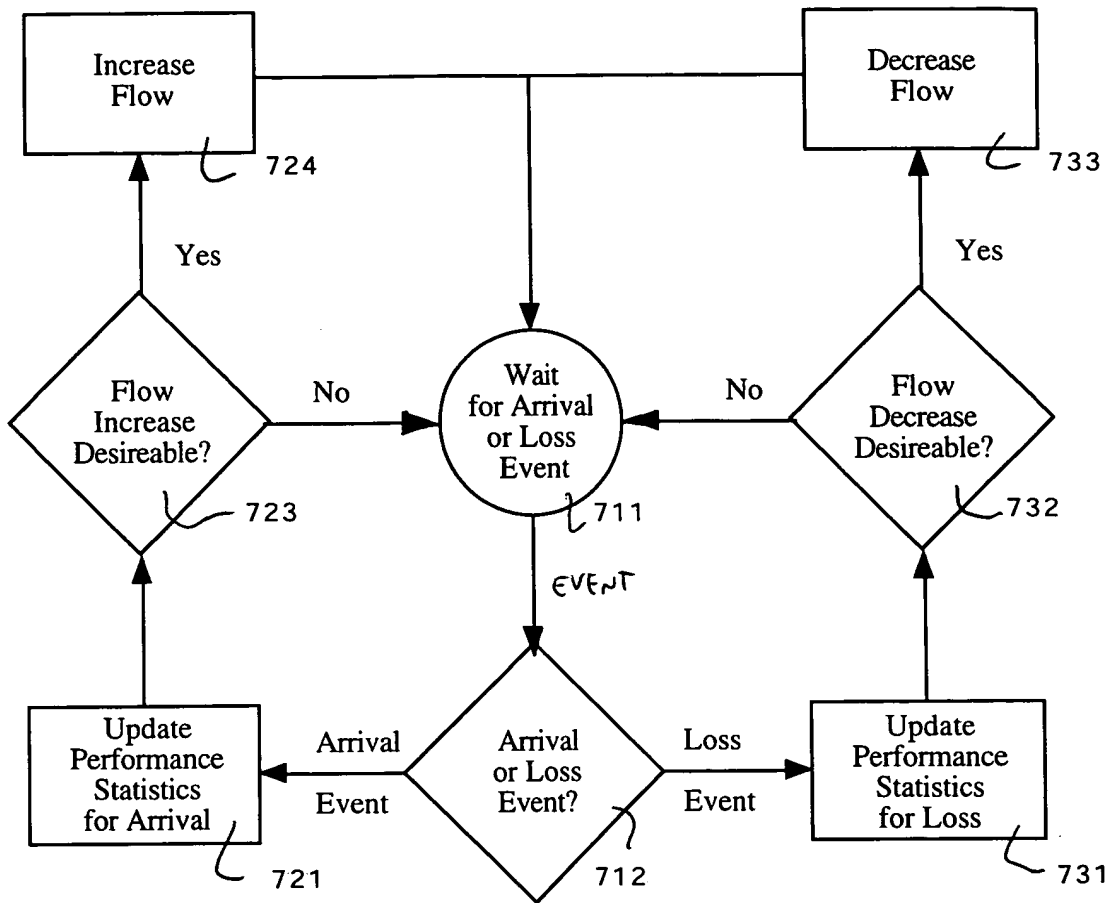 Increase
Flow
724
Decrease
Flow
733
Yes
Yes
Flow
Increase
Desireable?
723
No
Wait
for Arrival
or Loss
Event
711
No
Flow
Decrease
Desireable?
732
EVENT
Update
Performance
Statistics
for Arrival
721
Arrival
Event
Arrival
or Loss
Event?
712
Loss
Event
Update
Performance
Statistics
for Loss
731